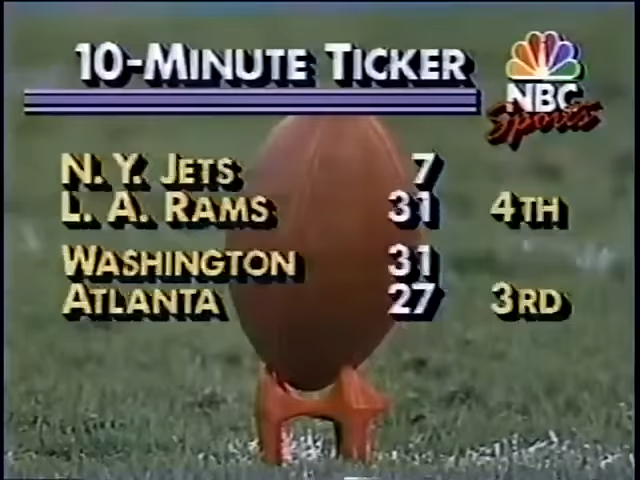 10-MINUTE TICKER
NBC
Sports
N. Y. JETS 7
L. A. RAMS 31 4TH
WASHINGTON 31
ATLANTA 27 3RD